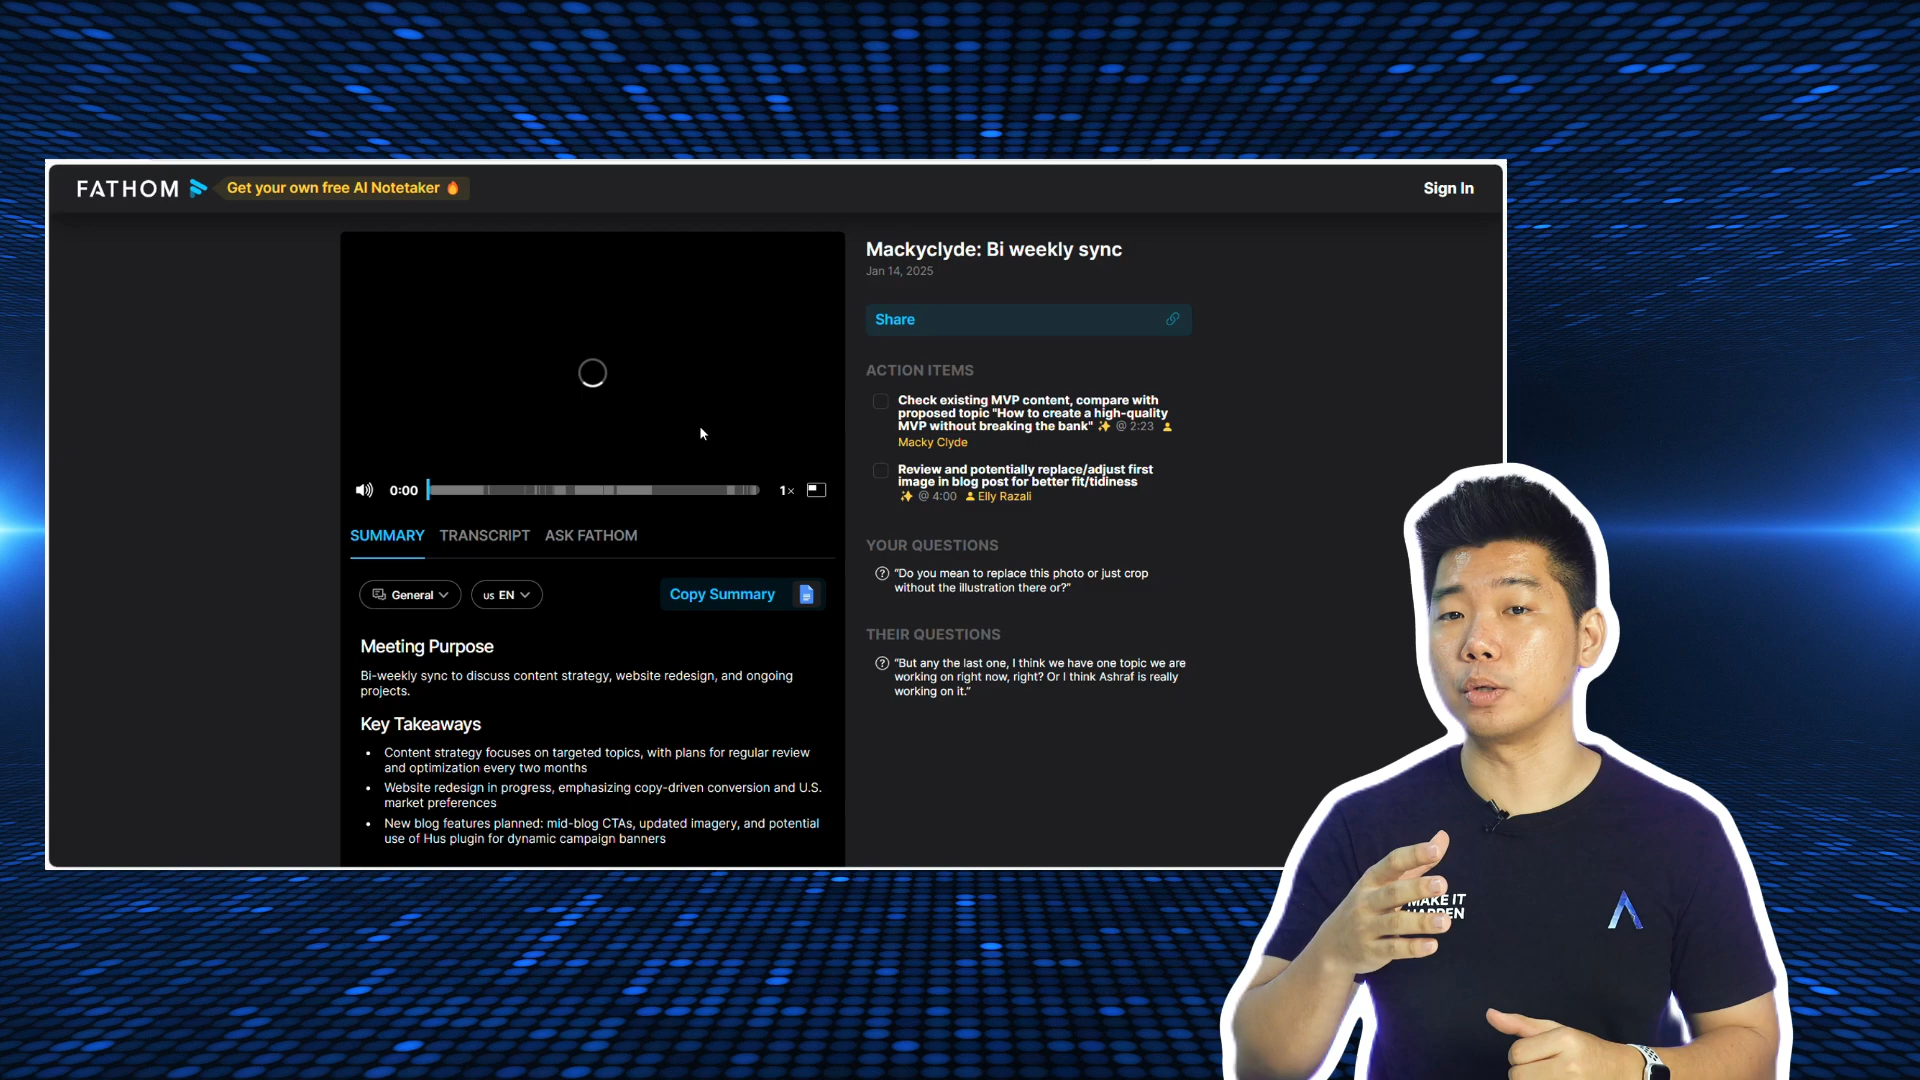 FATHOM
Get your own free AI Notetaker 🔥
Sign In
Mackyclyde: Bi weekly sync
Jan 14, 2025
Share
ACTION ITEMS
Check existing MVP content, compare with
proposed topic "How to create a high-quality
MVP without breaking the bank" ✨ @ 2:23
Macky Clyde
Review and potentially replace/adjust first
image in blog post for better fit/tidiness
✨ @ 4:00 Elly Razali
0:00
1×
SUMMARY TRANSCRIPT ASK FATHOM
General
us EN
Copy Summary
Meeting Purpose
Bi-weekly sync to discuss content strategy, website redesign, and ongoing
projects.
Key Takeaways
• Content strategy focuses on targeted topics, with plans for regular review
and optimization every two months
• Website redesign in progress, emphasizing copy-driven conversion and U.S.
market preferences
• New blog features planned: mid-blog CTAs, updated imagery, and potential
use of Hus plugin for dynamic campaign banners
YOUR QUESTIONS
“Do you mean to replace this photo or just crop
without the illustration there or?”
THEIR QUESTIONS
“But any the last one, I think we have one topic we are
working on right now, right? Or I think Ashraf is really
working on it.”
MAKE IT
HAPPEN